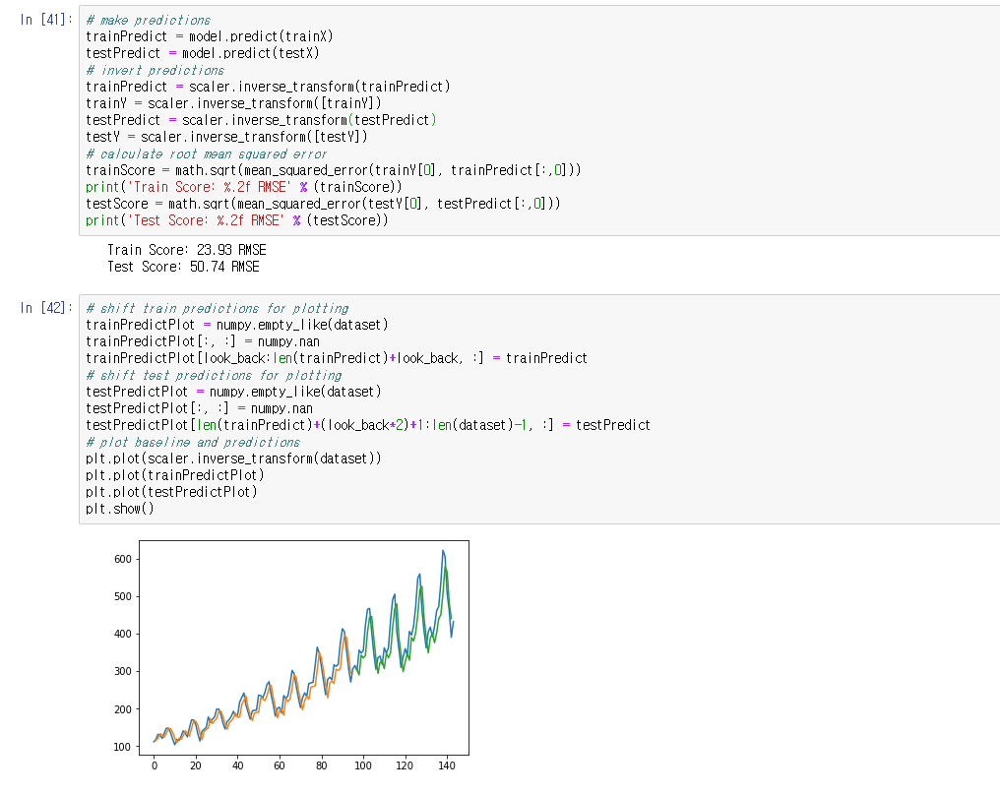 In [41]:
# make predictions
trainPredict = model.predict(trainX)
testPredict = model.predict(testX)
# invert predictions
trainPredict = scaler.inverse_transform(trainPredict)
trainY = scaler.inverse_transform([trainY])
testPredict = scaler.inverse_transform(testPredict)
testY = scaler.inverse_transform([testY])
# calculate root mean squared error
trainScore = math.sqrt(mean_squared_error(trainY[0], trainPredict[:,0]))
print('Train Score: %.2f RMSE' % (trainScore))
testScore = math.sqrt(mean_squared_error(testY[0], testPredict[:,0]))
print('Test Score: %.2f RMSE' % (testScore))
Train Score: 23.93 RMSE
Test Score: 50.74 RMSE
In [42]:
# shift train predictions for plotting
trainPredictPlot = numpy.empty_like(dataset)
trainPredictPlot[:, :] = numpy.nan
trainPredictPlot[look_back:len(trainPredict)+look_back, :] = trainPredict
# shift test predictions for plotting
testPredictPlot = numpy.empty_like(dataset)
testPredictPlot[:, :] = numpy.nan
testPredictPlot[len(trainPredict)+(look_back*2)+1:len(dataset)-1, :] = testPredict
# plot baseline and predictions
plt.plot(scaler.inverse_transform(dataset))
plt.plot(trainPredictPlot)
plt.plot(testPredictPlot)
plt.show()
600
500
400
300
200
100
0 20 40 60 80 100 120 140